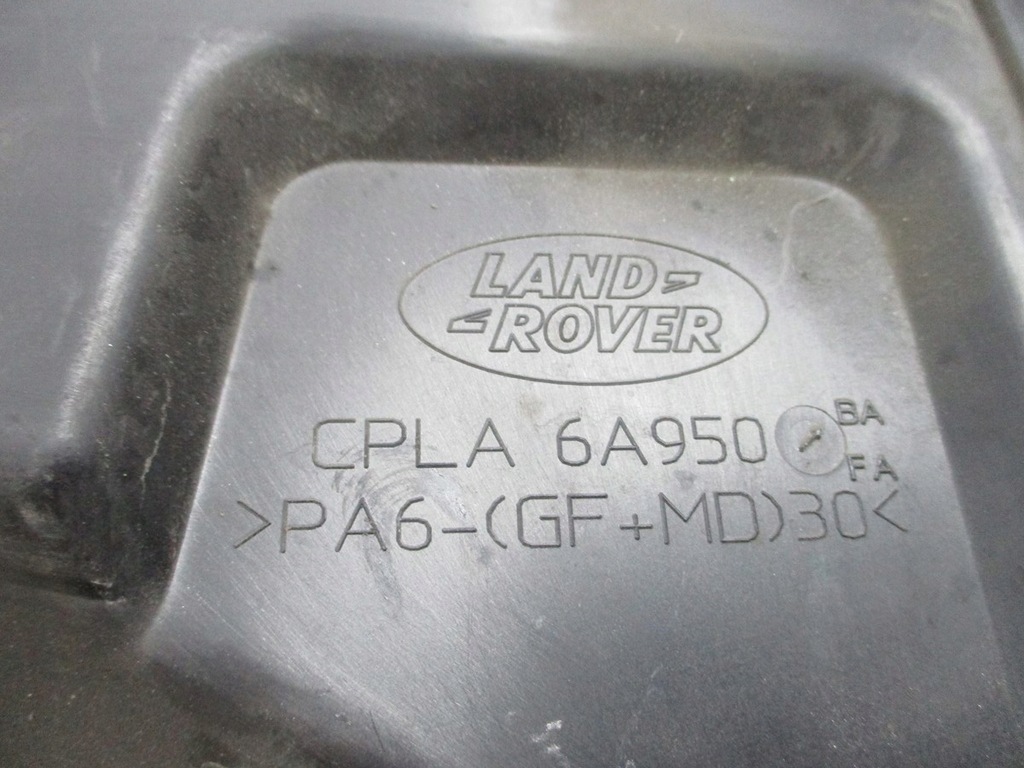 LAND
ROVER
CPLA 6A950 BA
FA
>PA6-(GF+MD)30<